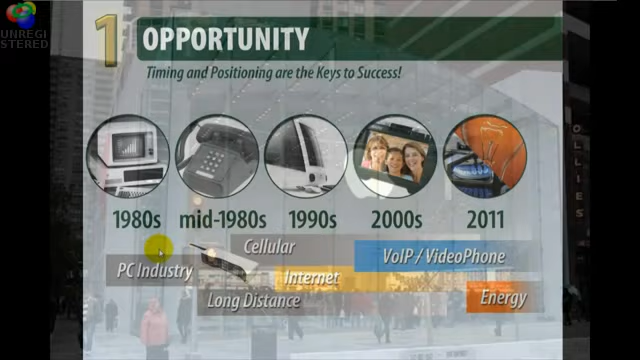 UNREGI
STERED
1 OPPORTUNITY
Timing and Positioning are the Keys to Success!
1980s mid-1980s 1990s 2000s 2011
Cellular
VoIP / VideoPhone
PC Industry
Internet
Long Distance
Energy
OLLIES